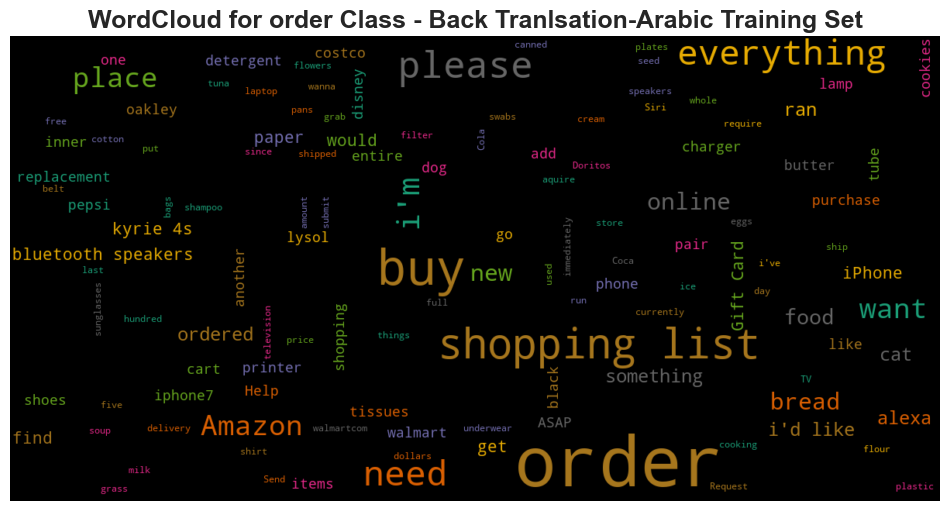 WordCloud for order Class - Back Tranlsation-Arabic Training Set
one
detergent
costco
canned
plates
everything
cookies
place
tuna
flowers
wanna
disney
please
seed
lamp
laptop
speakers
oakley
pans
grab
swabs
cream
Siri
whole
ran
free
inner
cotton
put
paper
would
filter
Cola
require
since
shipped
entire
dog
add
Doritos
charger
butter
tube
replacement
belt
aquire
pepsi
bags
shampoo
amount
submit
i'm
online
purchase
kyrie 4s
lysol
go
immediately
store
eggs
bluetooth speakers
another
buy
new
used
Coca
pair
Gift Card
i've
ship
iPhone
last
sunglasses
phone
ice
day
full
run
hundred
television
shopping
currently
food
want
ordered
price
things
shopping list
like
cat
cart
printer
black
something
TV
shoes
iphone7
Help
five
tissues
ASAP
bread
alexa
find
soup
delivery
Amazon
walmartcom
walmart
underwear
get
i'd like
order
cooking
flour
shirt
dollars
milk
Send
need
grass
items
Request
plastic